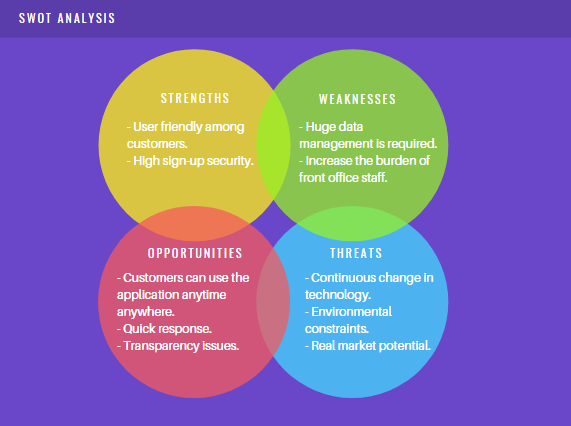 SWOT ANALYSIS
STRENGTHS
- User friendly among
customers.
- High sign-up security.
WEAKNESSES
- Huge data
management is required.
- Increase the burden of
front office staff.
OPPORTUNITIES
- Customers can use the
application anytime
anywhere.
- Quick response.
- Transparency issues.
THREATS
- Continuous change in
technology.
- Environmental
constraints.
- Real market potential.